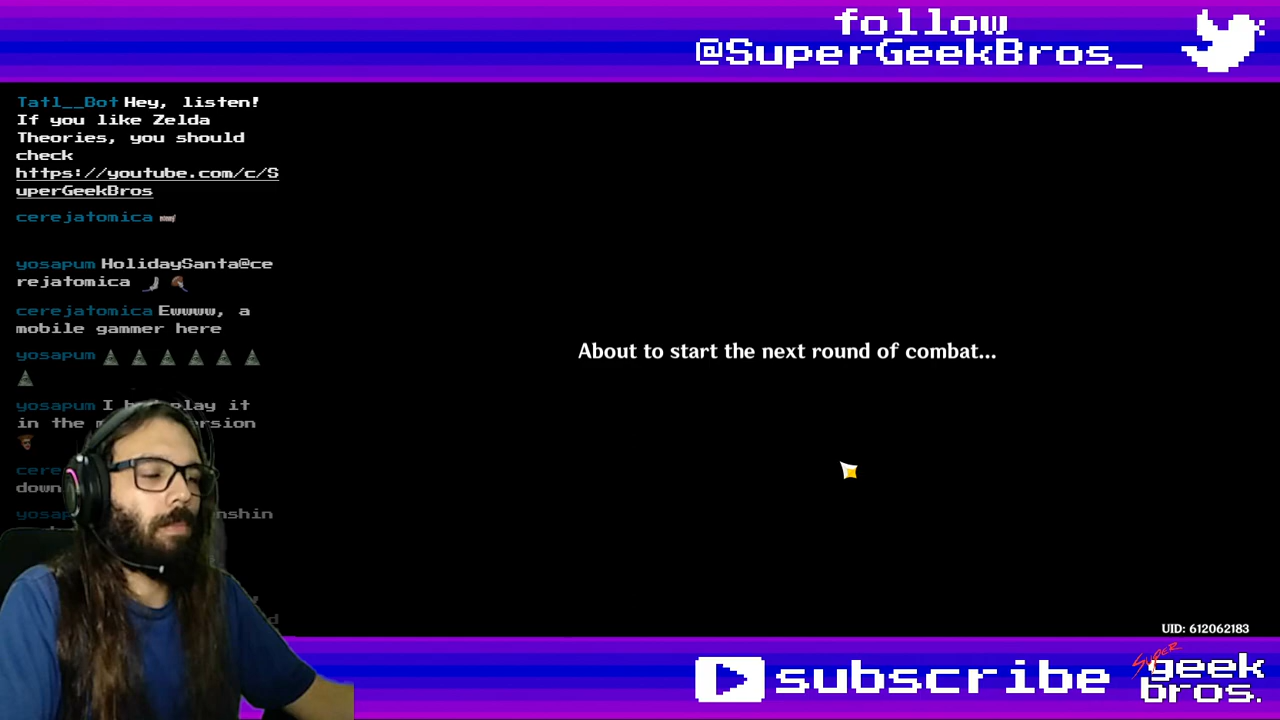 follow
@SuperGeekBros_
Tatl__Bot Hey, listen!
If you like Zelda
Theories, you should
check
https://youtube.com/c/S
uperGeekBros
cerejatomica
yosapum HolidaySanta@ce
rejatomica
cerejatomica Ewwww, a
mobile gammer here
yosapum
yosapum I play it
in the
down
About to start the next round of combat...
UID: 612062183
subscribe
SUPER
geek
bros.